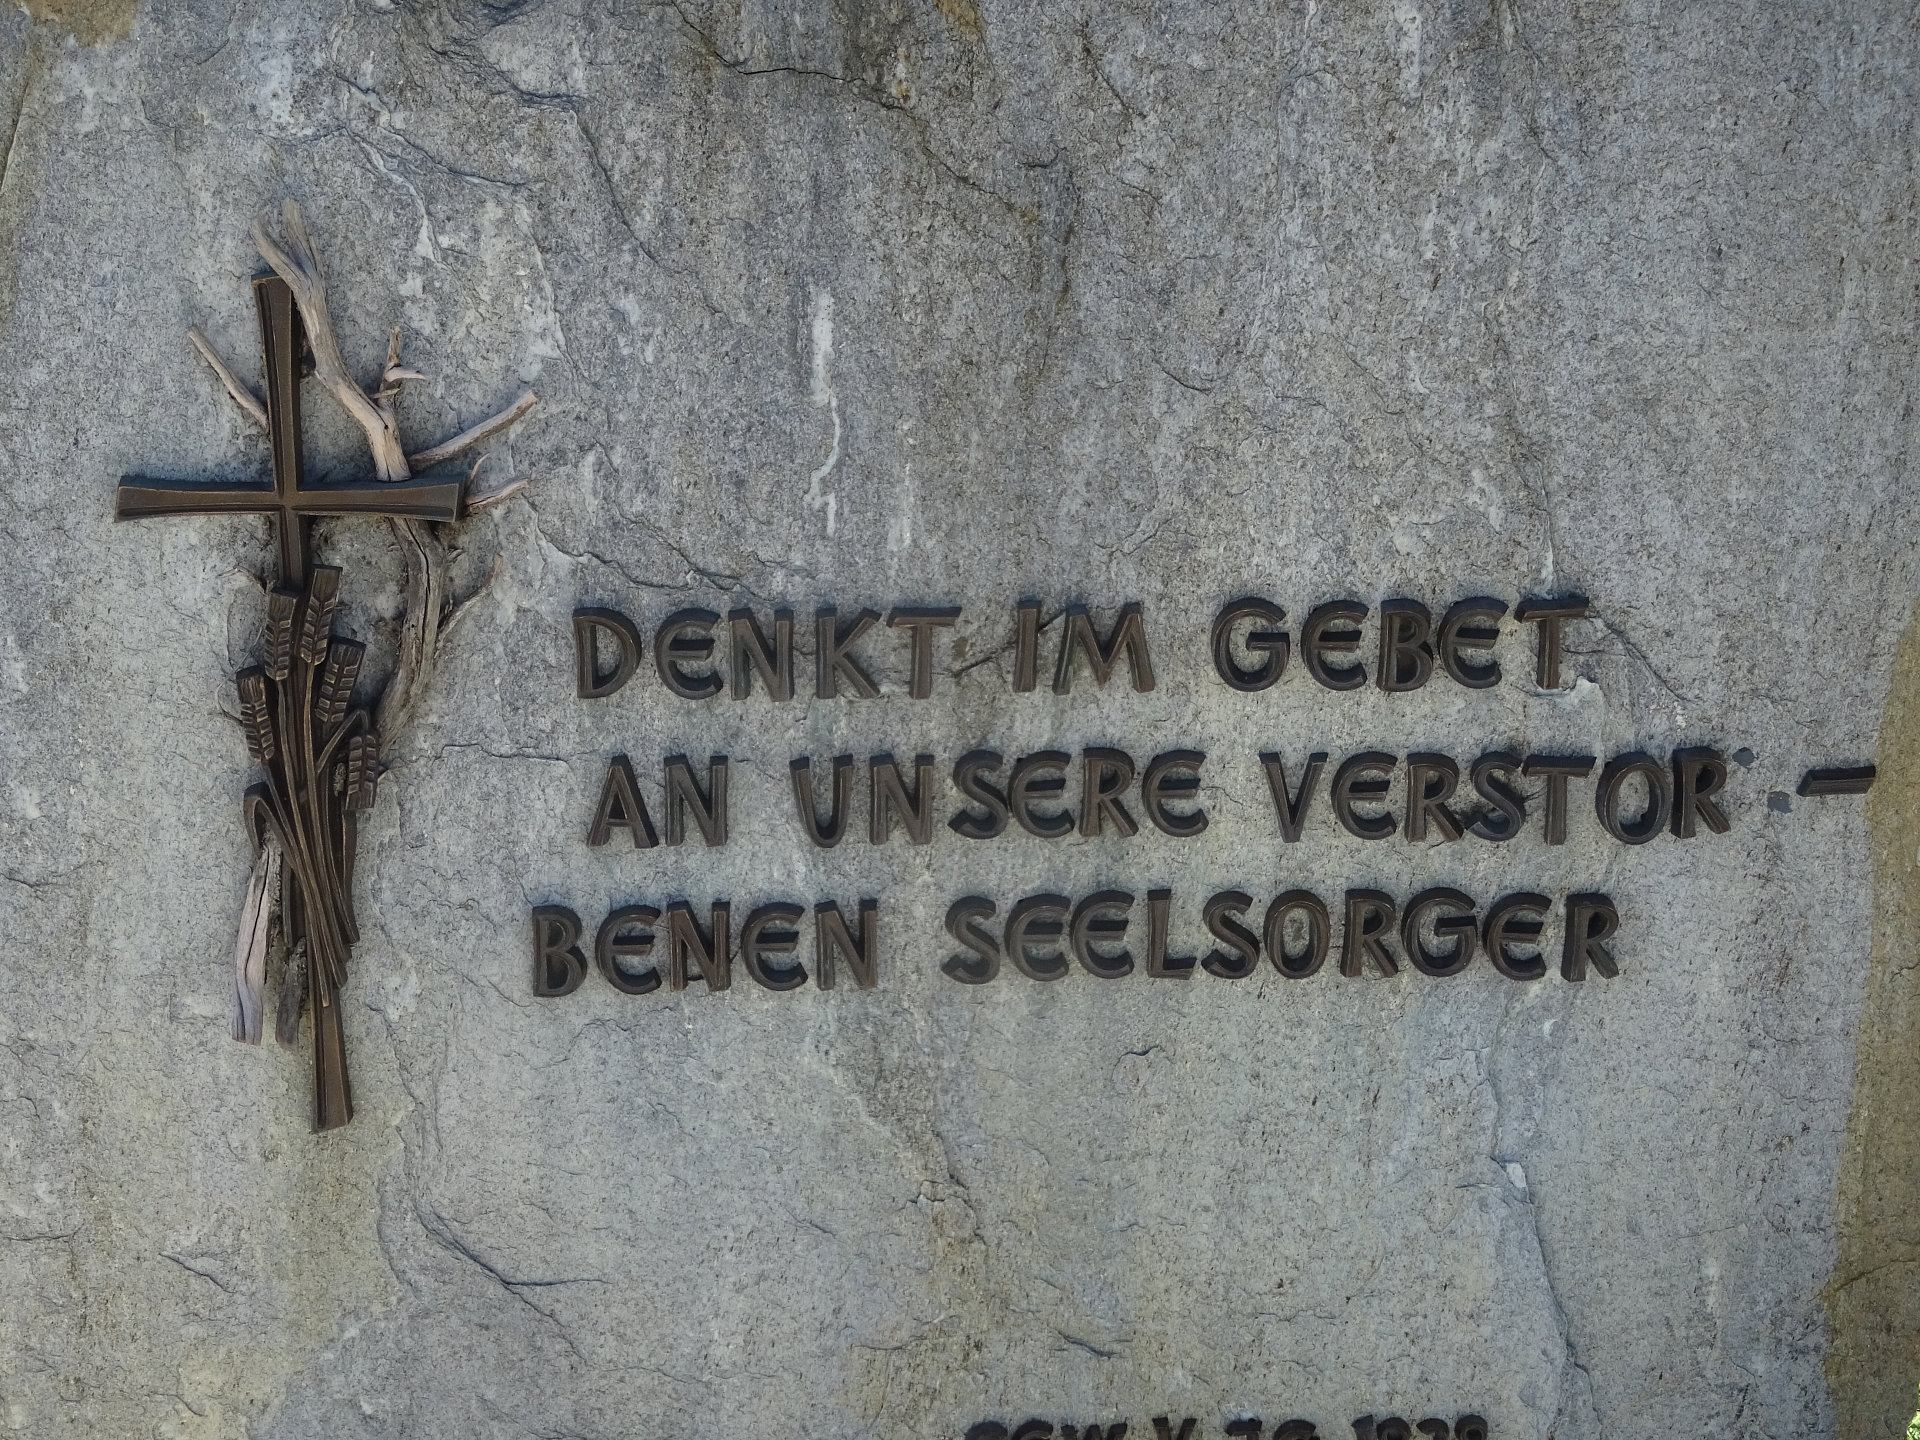 DENKT IM GEBET
AN UNSERE VERSTOR-
BENEN SEELSORGER